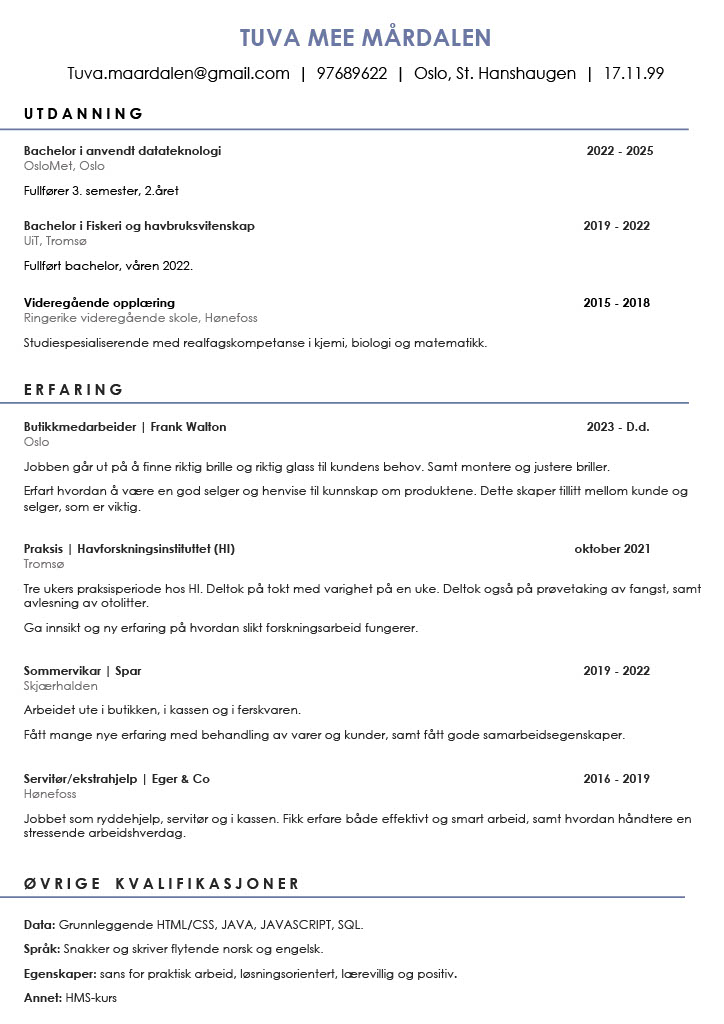 TUVA MEE MÅRDALEN
Tuva.maardalen@gmail.com | 97689622 | Oslo, St. Hanshaugen | 17.11.99
UTDANNING
Bachelor i anvendt datateknologi 2022 - 2025
OsloMet, Oslo
Fullfører 3. semester, 2.året
Bachelor i Fiskeri og havbruksvitenskap 2019 - 2022
UiT, Tromsø
Fullført bachelor, våren 2022.
Videregående opplæring 2015 - 2018
Ringerike videregående skole, Hønefoss
Studiespesialiserende med realfagskompetanse i kjemi, biologi og matematikk.
ERFARING
Butikkmedarbeider | Frank Walton 2023 - D.d.
Oslo
Jobben går ut på å finne riktig brille og riktig glass til kundens behov. Samt montere og justere briller.
Erfart hvordan å være en god selger og henvise til kunnskap om produktene. Dette skaper tillitt mellom kunde og
selger, som er viktig.
Praksis | Havforskningsinstituttet (HI) oktober 2021
Tromsø
Tre ukers praksisperiode hos HI. Deltok på tokt med varighet på en uke. Deltok også på prøvetaking av fangst, samt
avlesning av otolitter.
Ga innsikt og ny erfaring på hvordan slikt forskningsarbeid fungerer.
Sommervikar | Spar 2019 - 2022
Skjærhalden
Arbeidet ute i butikken, i kassen og i ferskvaren.
Fått mange nye erfaring med behandling av varer og kunder, samt fått gode samarbeidsegenskaper.
Servitør/ekstrahjelp | Eger & Co 2016 - 2019
Hønefoss
Jobbet som ryddehjelp, servitør og i kassen. Fikk erfare både effektivt og smart arbeid, samt hvordan håndtere en
stressende arbeidshverdag.
ØVRIGE KVALIFIKASJONER
Data: Grunnleggende HTML/CSS, JAVA, JAVASCRIPT, SQL.
Språk: Snakker og skriver flytende norsk og engelsk.
Egenskaper: sans for praktisk arbeid, løsningsorientert, lærevillig og positiv.
Annet: HMS-kurs